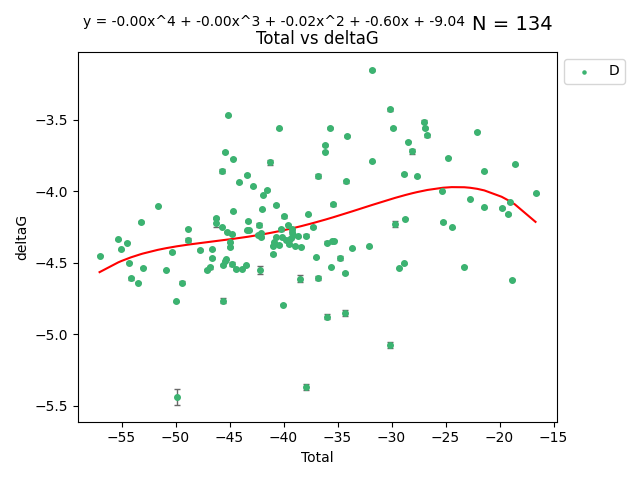 y = -0.00x^4 + -0.00x^3 + -0.02x^2 + -0.60x + -9.04 N = 134
Total vs deltaG
D
deltaG
−3.5
−4.0
−4.5
−5.0
−5.5
−55 −50 −45 −40 −35 −30 −25 −20 −15
Total